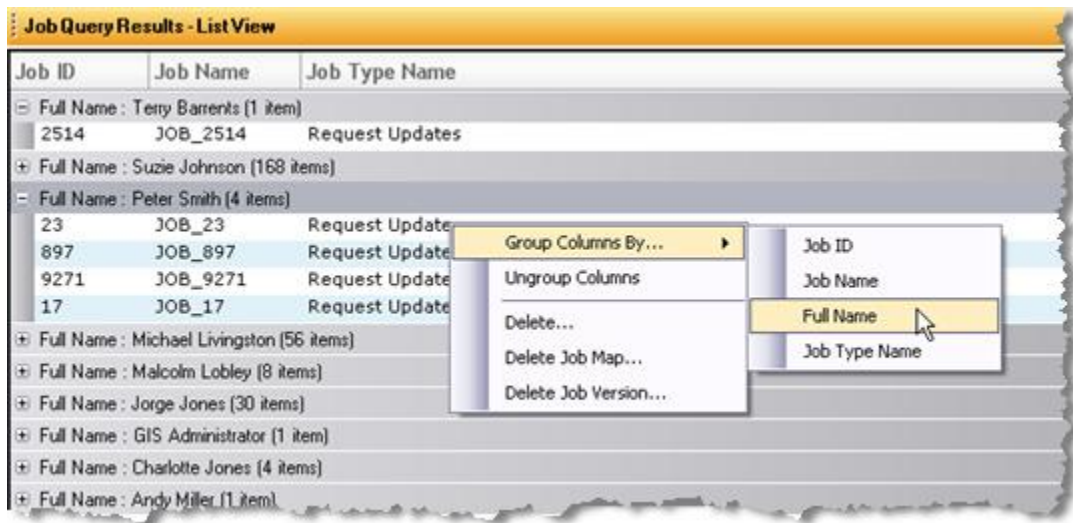 Job Query Results - List View
Job ID Job Name Job Type Name
Full Name : Terry Barrents (1 item)
2514 JOB_2514 Request Updates
Full Name : Suzie Johnson (168 items)
Full Name : Peter Smith (4 items)
23 JOB_23 Request Update
897 JOB_897 Request Update
9271 JOB_9271 Request Update
17 JOB_17 Request Update
Full Name : Michael Livingston (56 items)
Full Name : Malcolm Lobley (8 items)
Full Name : Jorge Jones (30 items)
Full Name : GIS Administrator (1 item)
Full Name : Charlotte Jones (4 items)
Full Name : Andy Miller (1 item)
Group Columns By...
Ungroup Columns
Delete...
Delete Job Map...
Delete Job Version...
Job ID
Job Name
Full Name
Job Type Name